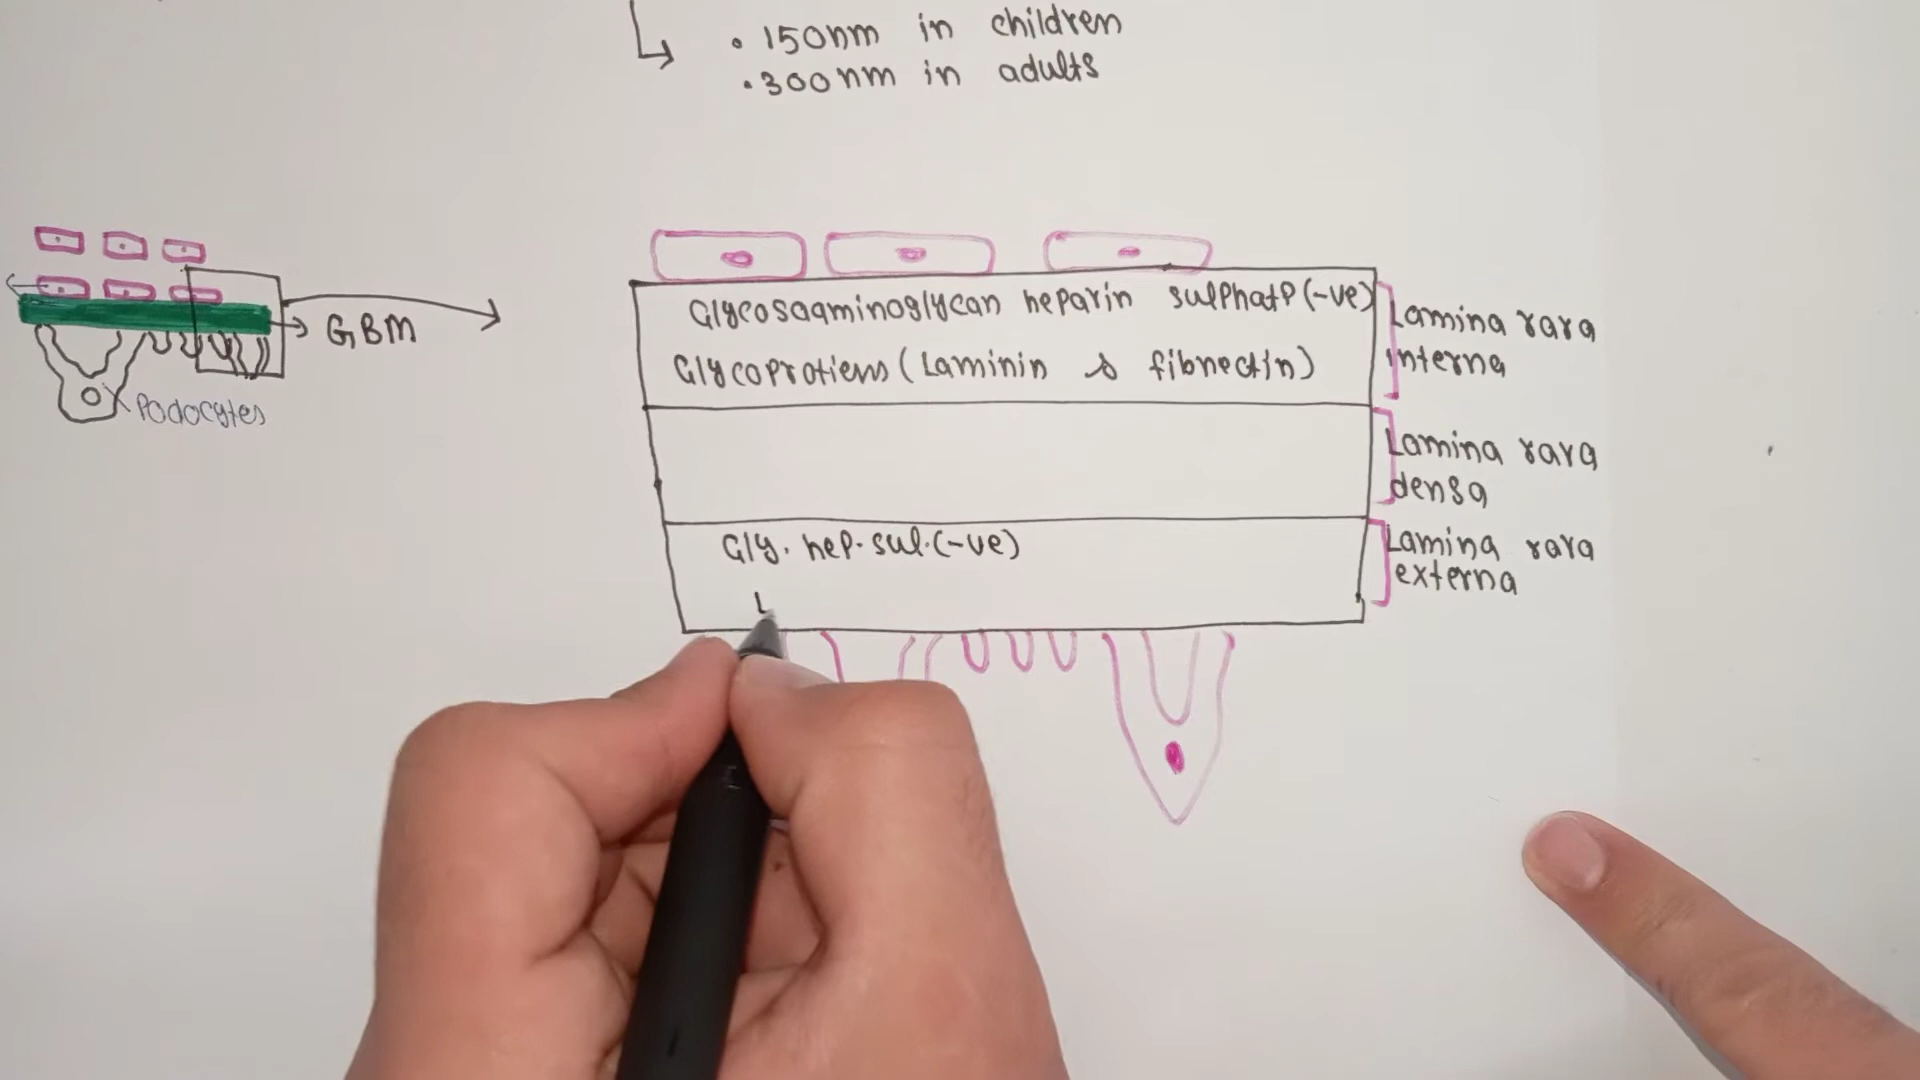 • 150nm in children
• 300nm in adults
Glycosaaminoglycan heparin sulphate (-ve)
Glycoprotiens (Laminin & fibnectin)
Lamina rara
interna
GBM
Podocytes
Lamina rara
densa
Gly. hep. sul. (-ve)
L
Lamina rara
externa